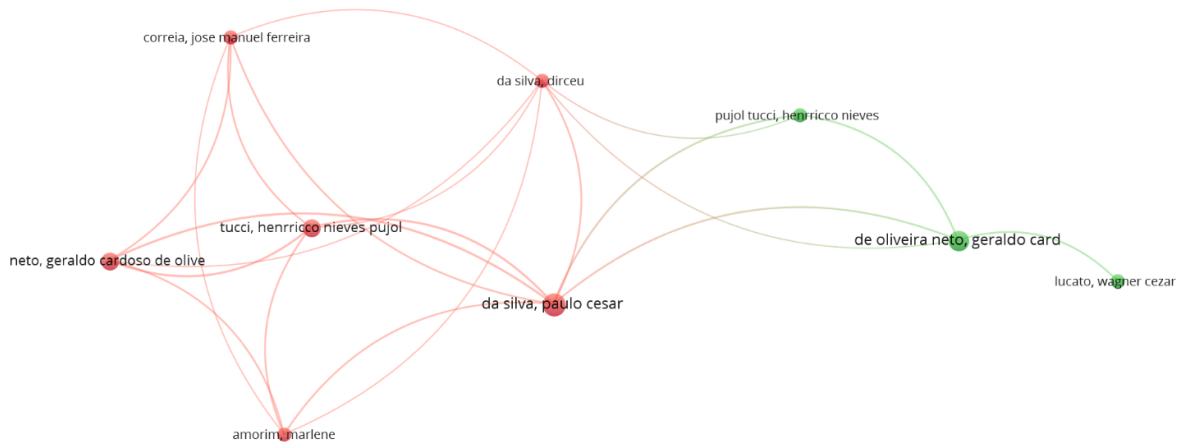 correia, jose manuel ferreira
da silva, dirceu
pujol tucci, henrricco nieves
tucci, henrricco nieves pujol
de oliveira neto, geraldo card
neto, geraldo cardoso de olive
lucato, wagner cezar
da silva, paulo cesar
amorim, marlene